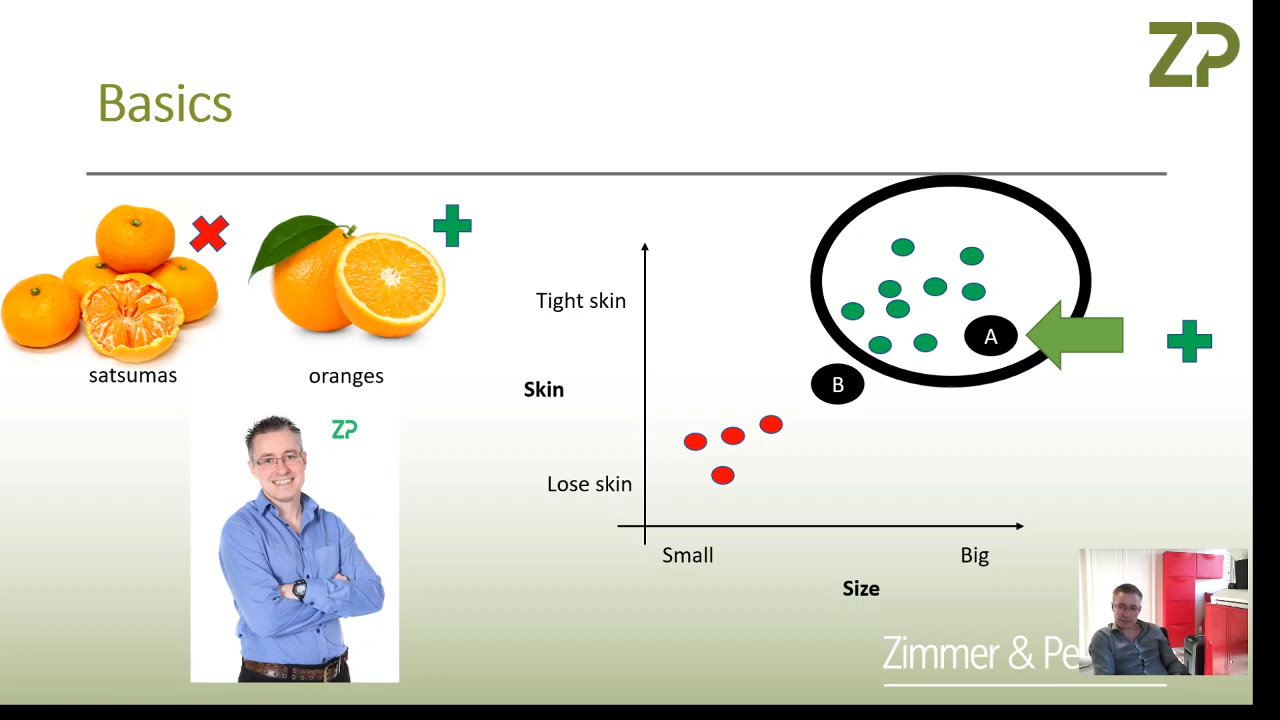 ZP
Basics
satsumas
oranges
ZP
Tight skin
Skin
Lose skin
A
B
Small
Big
Size
Zimmer & Pe